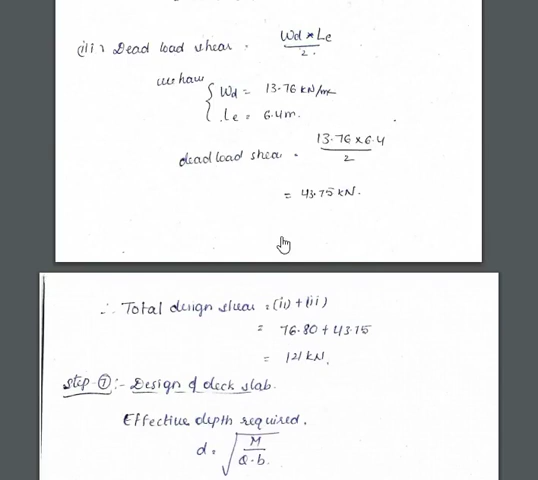 (iii) Dead load shear = Wd * Le / 2.
we have
Wd = 13.76 kN/m
Le = 6.4m.
dead load shea = 13.76 x 6.4 / 2
= 43.75 kN.
∴ Total design shear = (i) + (ii)
= 76.80 + 43.75
= 121 kN.
Step-⑦:- Design of deck slab.
Effective depth required.
d = √ M / Q.b.